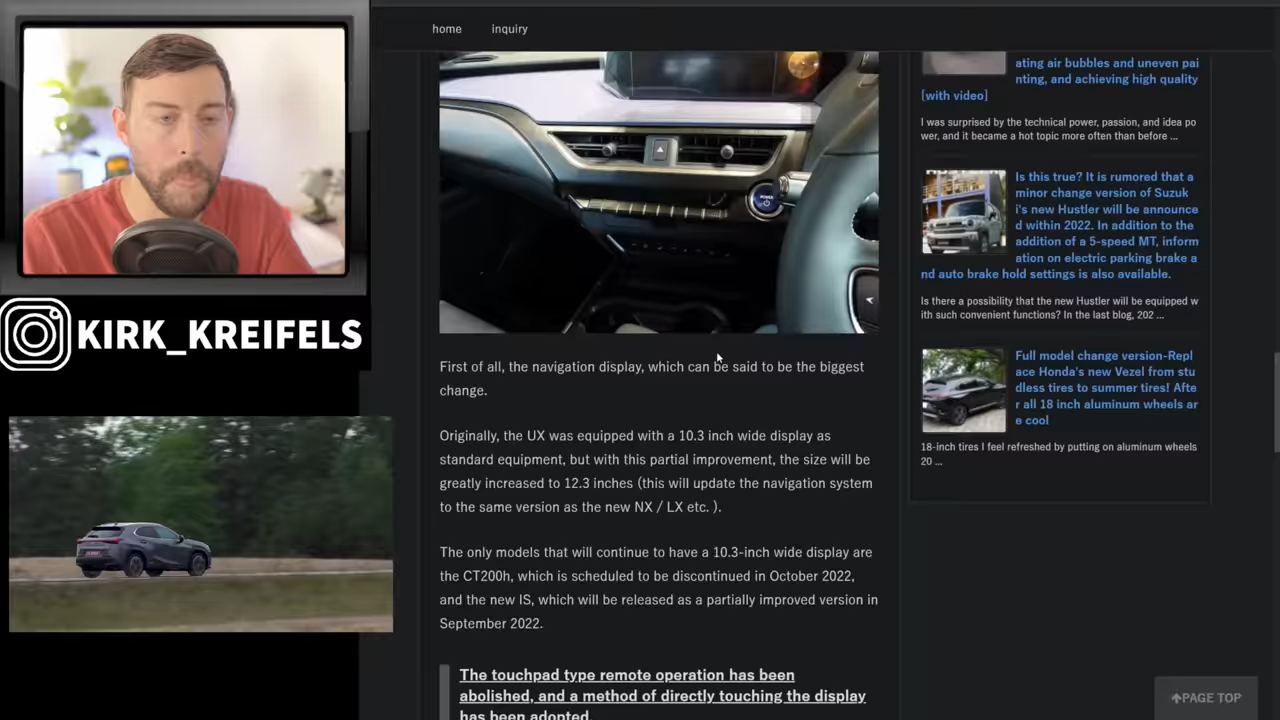 home
inquiry
First of all, the navigation display, which can be said to be the biggest
change.
Originally, the UX was equipped with a 10.3 inch wide display as
standard equipment, but with this partial improvement, the size will be
greatly increased to 12.3 inches (this will update the navigation system
to the same version as the new NX / LX etc. ).
The only models that will continue to have a 10.3-inch wide display are
the CT200h, which is scheduled to be discontinued in October 2022,
and the new IS, which will be released as a partially improved version in
September 2022.
The touchpad type remote operation has been
abolished, and a method of directly touching the display
has been adopted.
ating air bubbles and uneven pai
nting, and achieving high quality
[with video]
I was surprised by the technical power, passion, and idea po
wer, and it became a hot topic more often than before ...
Is this true? It is rumored that a
minor change version of Suzuk
i's new Hustler will be announce
d within 2022. In addition to the
addition of a 5-speed MT, inform
ation on electric parking brake a
nd auto brake hold settings is also available.
Is there a possibility that the new Hustler will be equipped w
ith such convenient functions? In the last blog, 202 ...
Full model change version-Repl
ace Honda's new Vezel from stu
dless tires to summer tires! Afte
r all 18 inch aluminum wheels ar
e cool
18-inch tires I feel refreshed by putting on aluminum wheels
20 ...
PAGE TOP
KIRK_KREIFELS
POWER